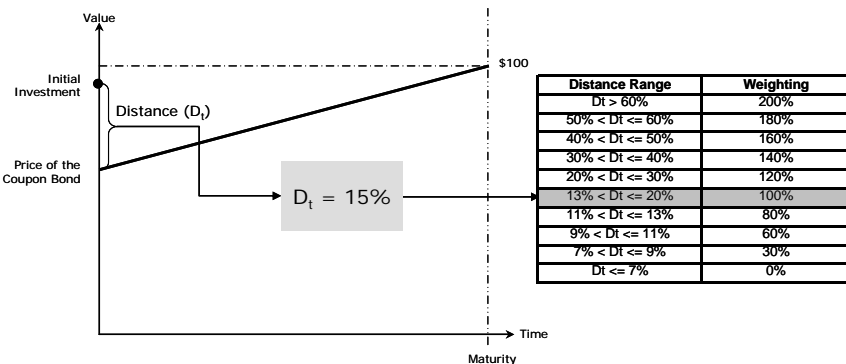 Value
$100
Initial
Investment
Distance (Dt)
Price of the
Coupon Bond
Dt = 15%
Distance Range Weighting
Dt > 60% 200%
50% < Dt <= 60% 180%
40% < Dt <= 50% 160%
30% < Dt <= 40% 140%
20% < Dt <= 30% 120%
13% < Dt <= 20% 100%
11% < Dt <= 13% 80%
9% < Dt <= 11% 60%
7% < Dt <= 9% 30%
Dt <= 7% 0%
Time
Maturity